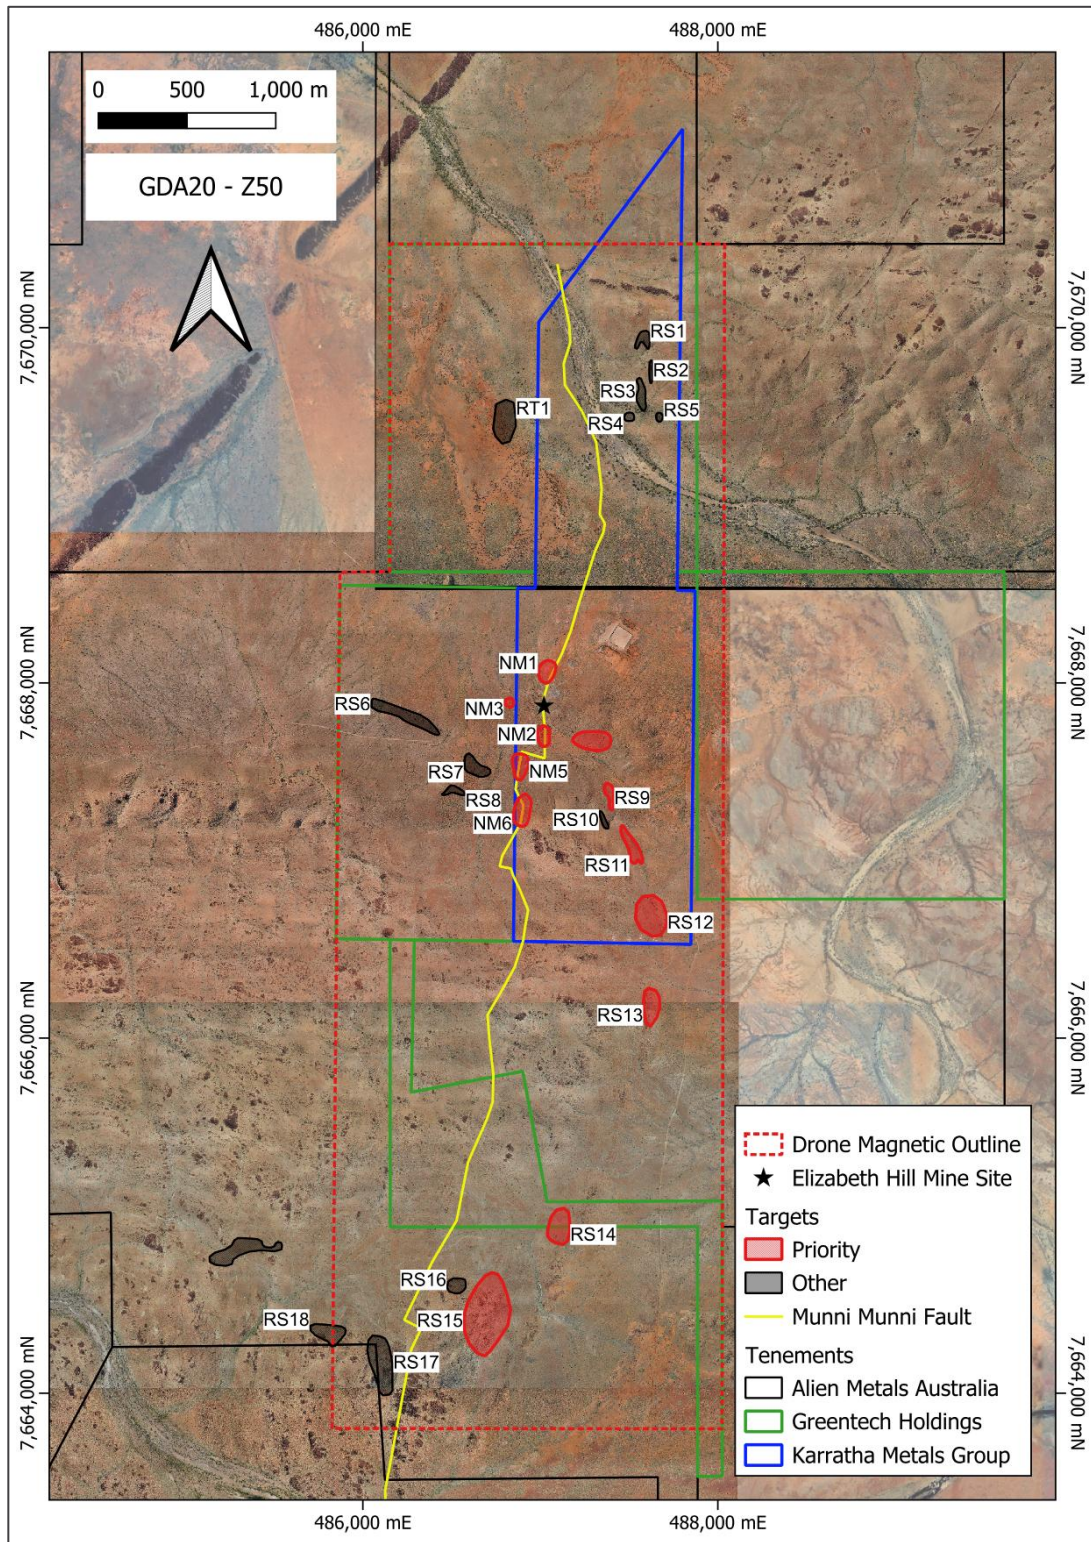 486,000 mE
488,000 mE
0 500 1,000 m
GDA20 - Z50
7,670,000 mN
7,670,000 mN
RS1
RS2
RS3
RT1
RS4
RS5
7,668,000 mN
7,668,000 mN
NM1
RS6
NM3
NM2
RS7
NM5
RS8
RS9
NM6
RS10
RS11
RS12
7,666,000 mN
7,666,000 mN
RS13
RS14
RS16
RS15
RS18
RS17
7,664,000 mN
7,664,000 mN
Drone Magnetic Outline
Elizabeth Hill Mine Site
Targets
Priority
Other
Munni Munni Fault
Tenements
Alien Metals Australia
Greentech Holdings
Karratha Metals Group
486,000 mE
488,000 mE